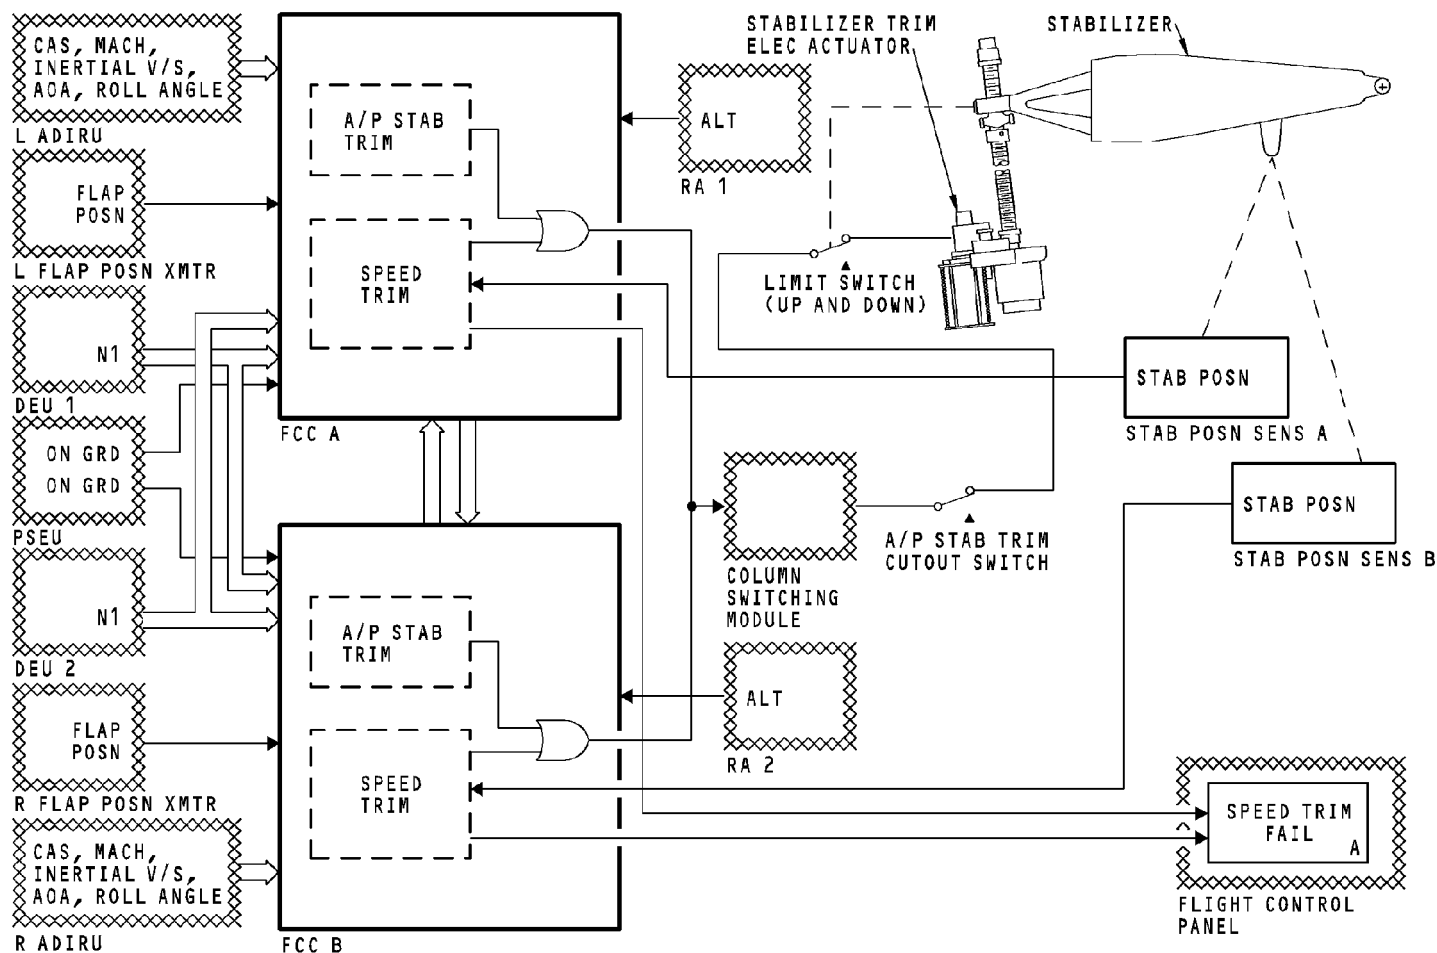 CAS, MACH,
INERTIAL V/S,
AOA, ROLL ANGLE
L ADIRU
FLAP
POSN
L FLAP POSN XMTR
N1
DEU 1
ON GRD
ON GRD
PSEU
N1
DEU 2
FLAP
POSN
R FLAP POSN XMTR
CAS, MACH,
INERTIAL V/S,
AOA, ROLL ANGLE
R ADIRU
A/P STAB
TRIM
SPEED
TRIM
FCC A
A/P STAB
TRIM
SPEED
TRIM
FCC B
ALT
RA 1
STABILIZER TRIM
ELEC ACTUATOR
STABILIZER
LIMIT SWITCH
(UP AND DOWN)
STAB POSN
STAB POSN SENS A
STAB POSN
STAB POSN SENS B
COLUMN
SWITCHING
MODULE
A/P STAB TRIM
CUTOUT SWITCH
ALT
RA 2
SPEED TRIM
FAIL
A
FLIGHT CONTROL
PANEL